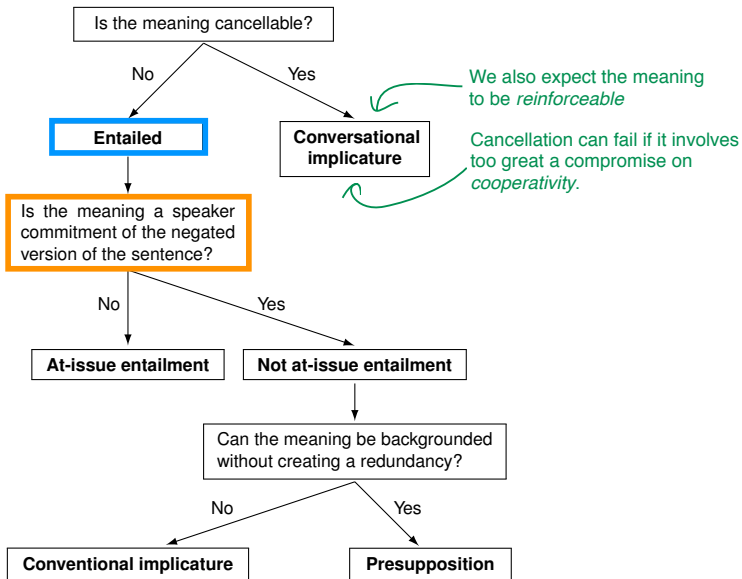 Is the meaning cancellable?
No
Yes
We also expect the meaning
to be reinforceable
Entailed
Conversational
implicature
Cancellation can fail if it involves
too great a compromise on
cooperativity.
Is the meaning a speaker
commitment of the negated
version of the sentence?
No
Yes
At-issue entailment
Not at-issue entailment
Can the meaning be backgrounded
without creating a redundancy?
No
Yes
Conventional implicature
Presupposition